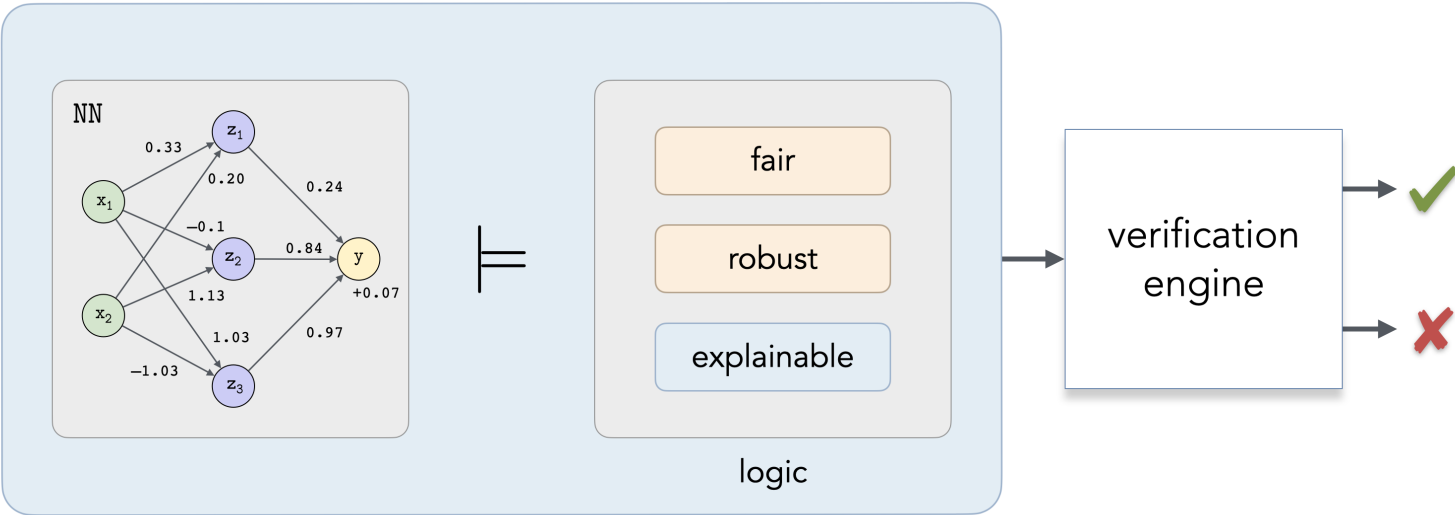 NN
z₁
0.33
0.20
0.24
x₁
−0.1
z₂
0.84
y
+0.07
1.13
x₂
1.03
0.97
−1.03
z₃
⊨
fair
robust
explainable
logic
verification
engine
✓
✗